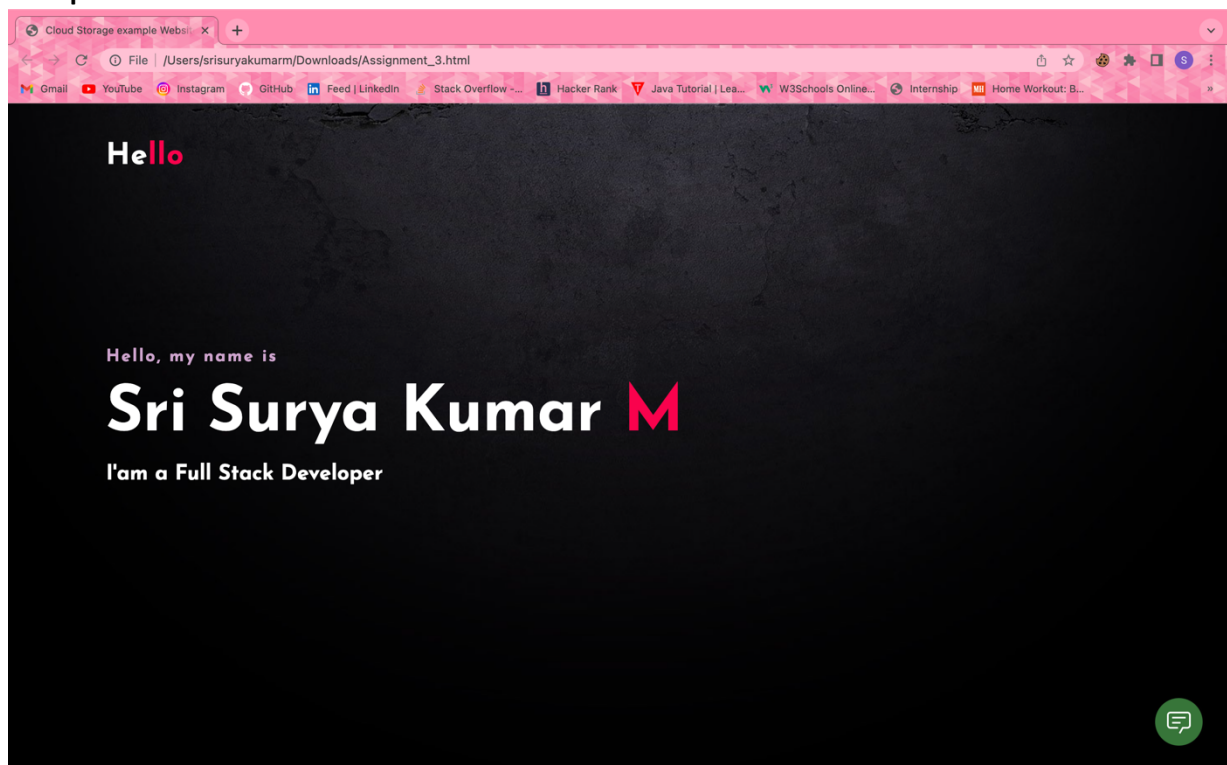 Cloud Storage example Websi
File /Users/srisuryakumarm/Downloads/Assignment_3.html
S
Gmail YouTube Instagram GitHub Feed | LinkedIn Stack Overflow -... Hacker Rank Java Tutorial | Lea... W3Schools Online... Internship MH Home Workout: B... »
Hello
Hello, my name is
Sri Surya Kumar M
I'am a Full Stack Developer